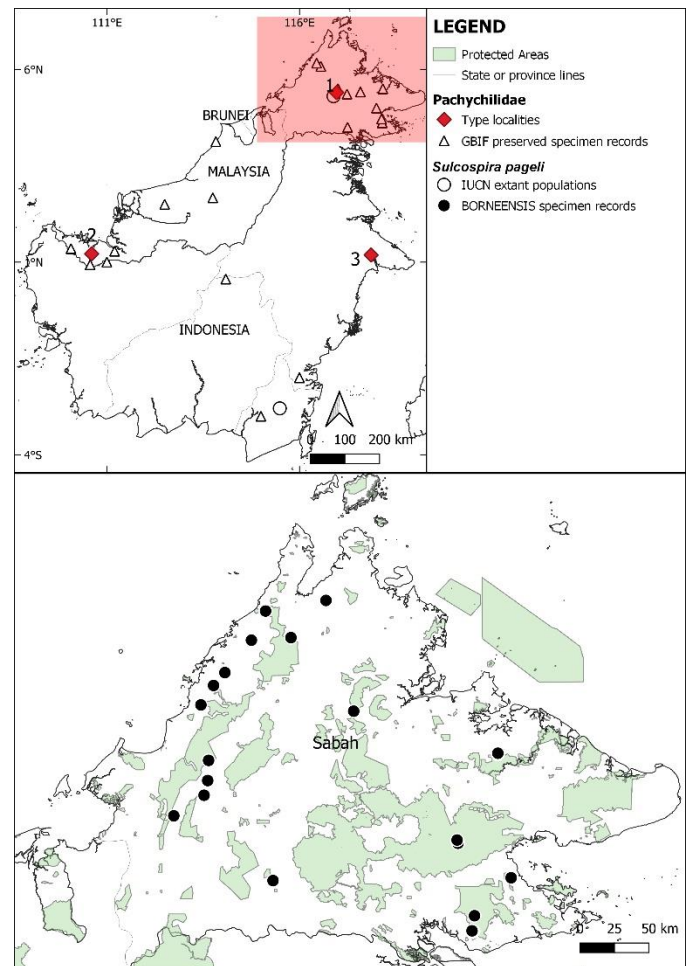 111°E
116°E
LEGEND
Protected Areas
State or province lines
Pachychilidae
Type localities
GBIF preserved specimen records
Sulcospira pageli
IUCN extant populations
BORNEENSIS specimen records
6°N
1
BRUNEI
MALAYSIA
2
°N
3
INDONESIA
0 100 200 km
4°S
Sabah
0 25 50 km